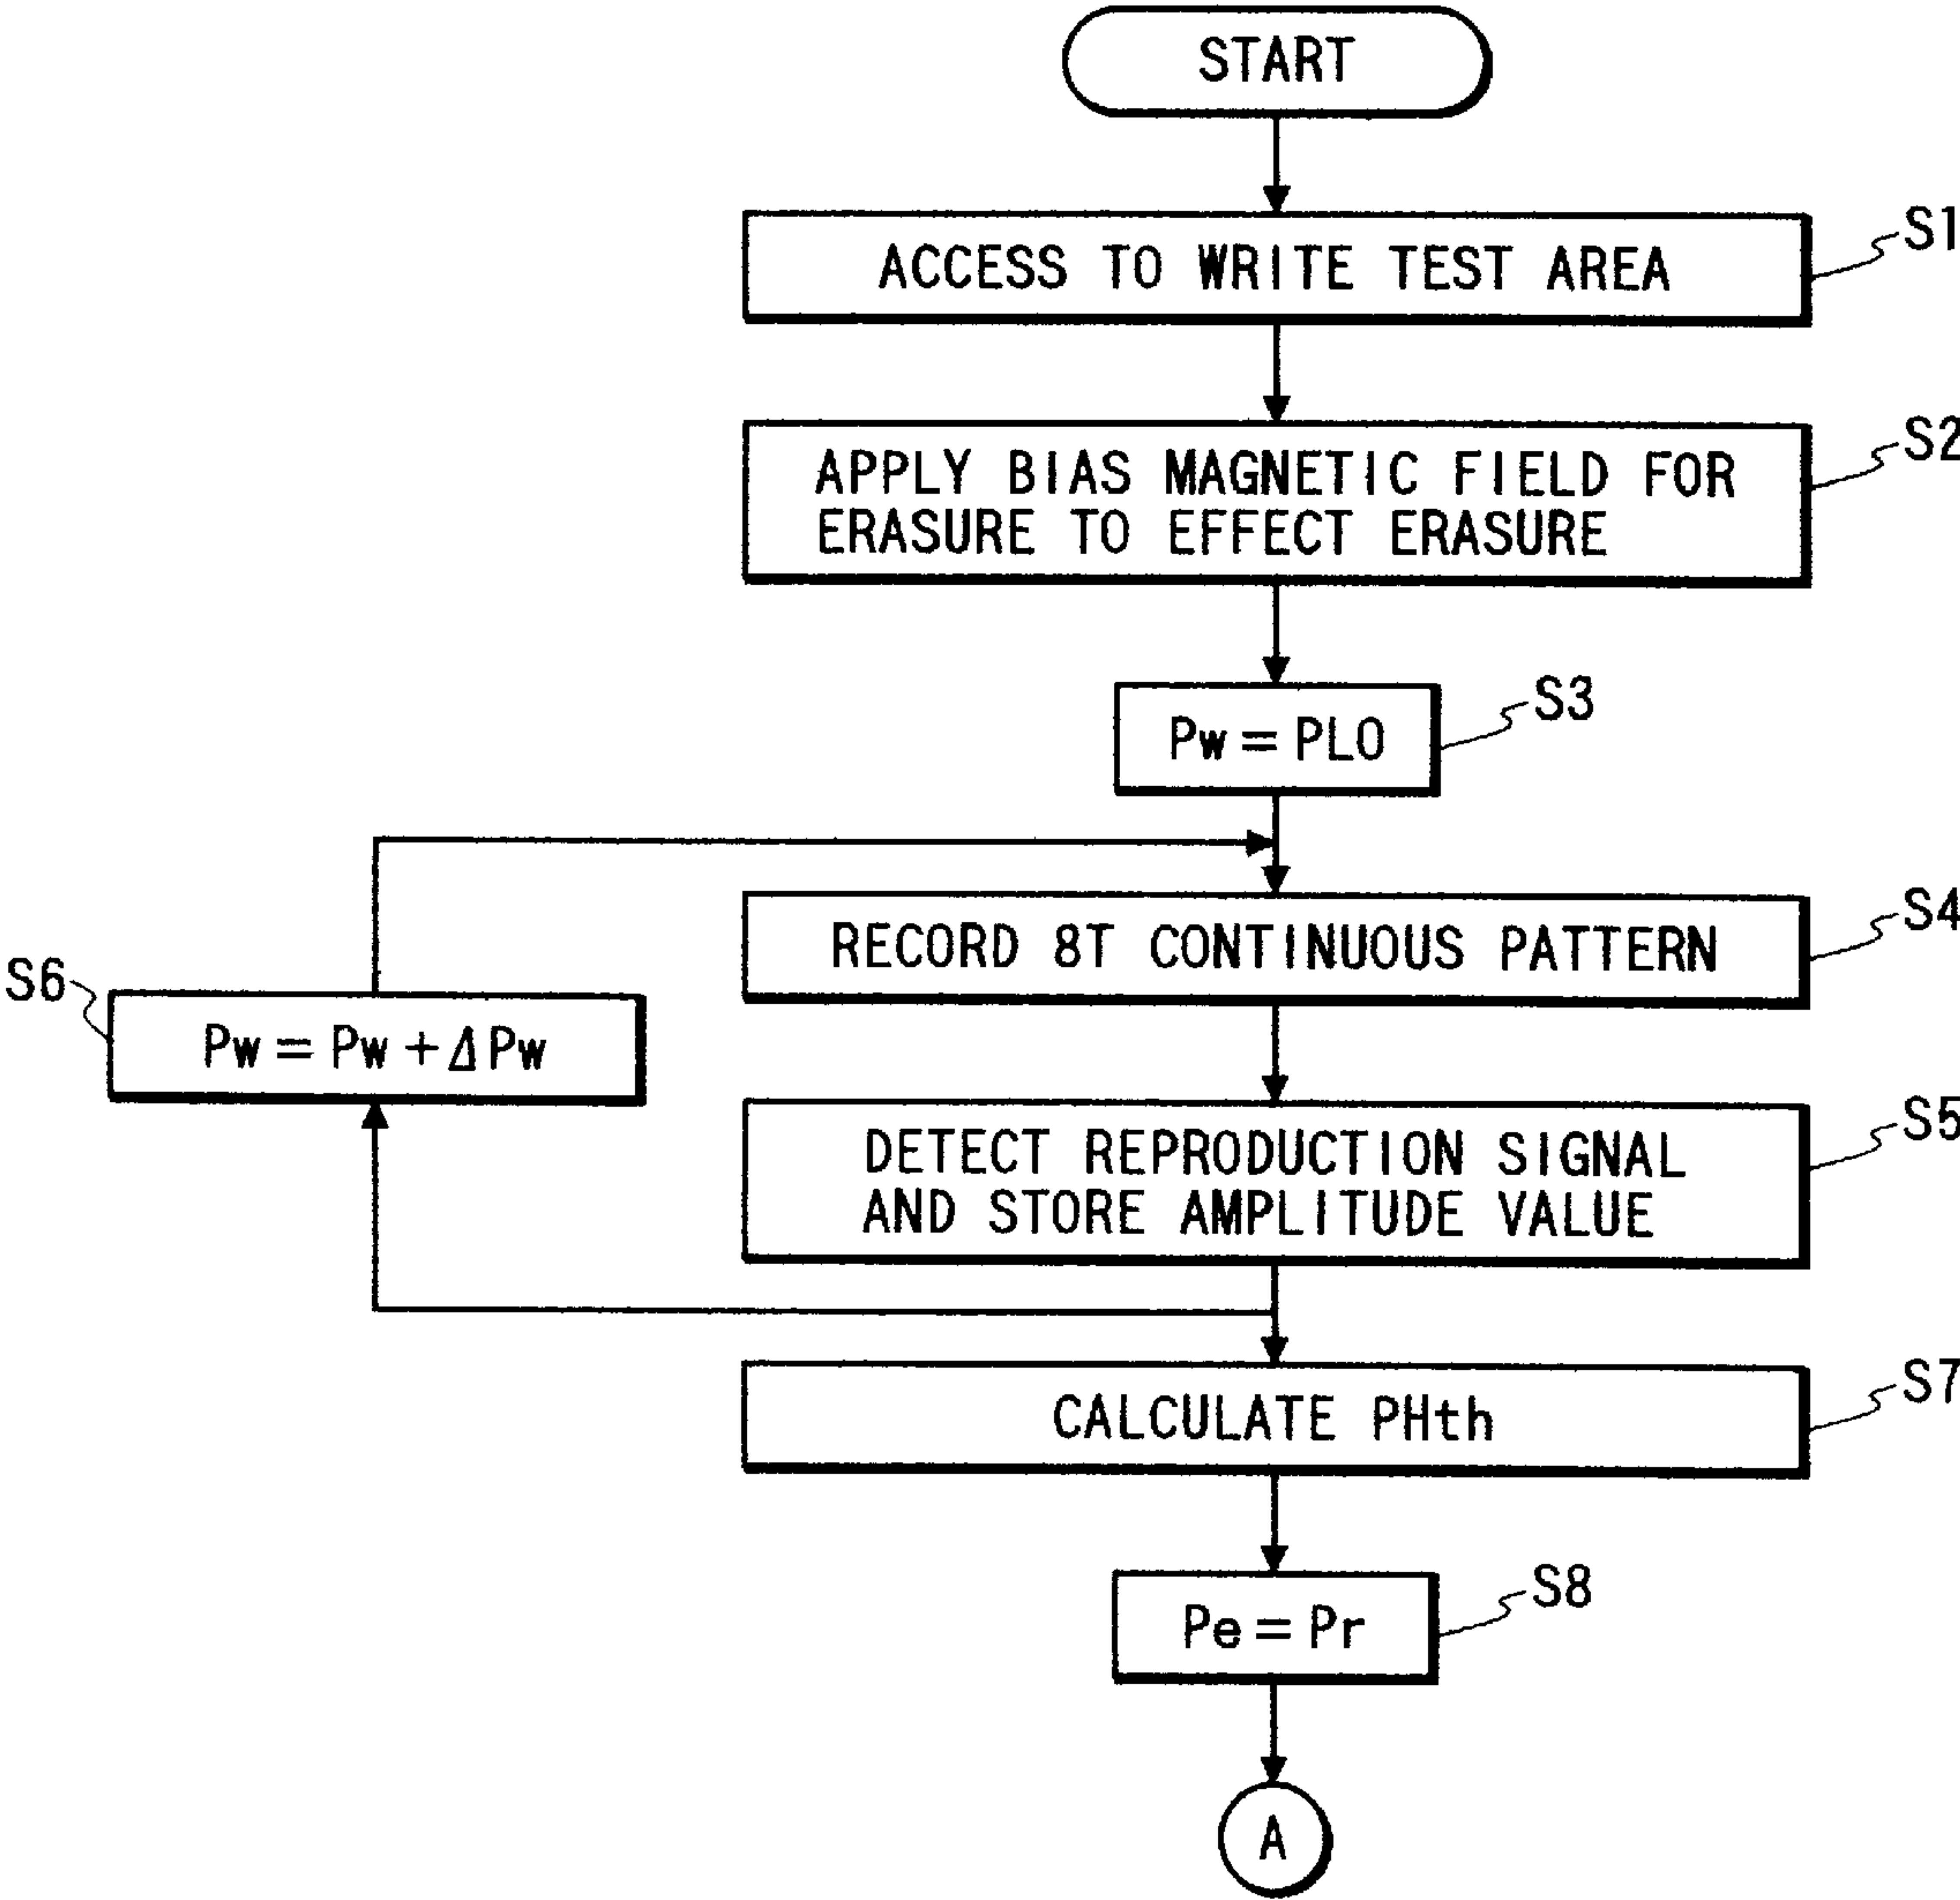 START
ACCESS TO WRITE TEST AREA
S1
APPLY BIAS MAGNETIC FIELD FOR
ERASURE TO EFFECT ERASURE
S2
Pw = PLO
S3
RECORD 8T CONTINUOUS PATTERN
S4
S6
Pw = Pw + Δ Pw
DETECT REPRODUCTION SIGNAL
AND STORE AMPLITUDE VALUE
S5
CALCULATE PHth
S7
Pe = Pr
S8
A